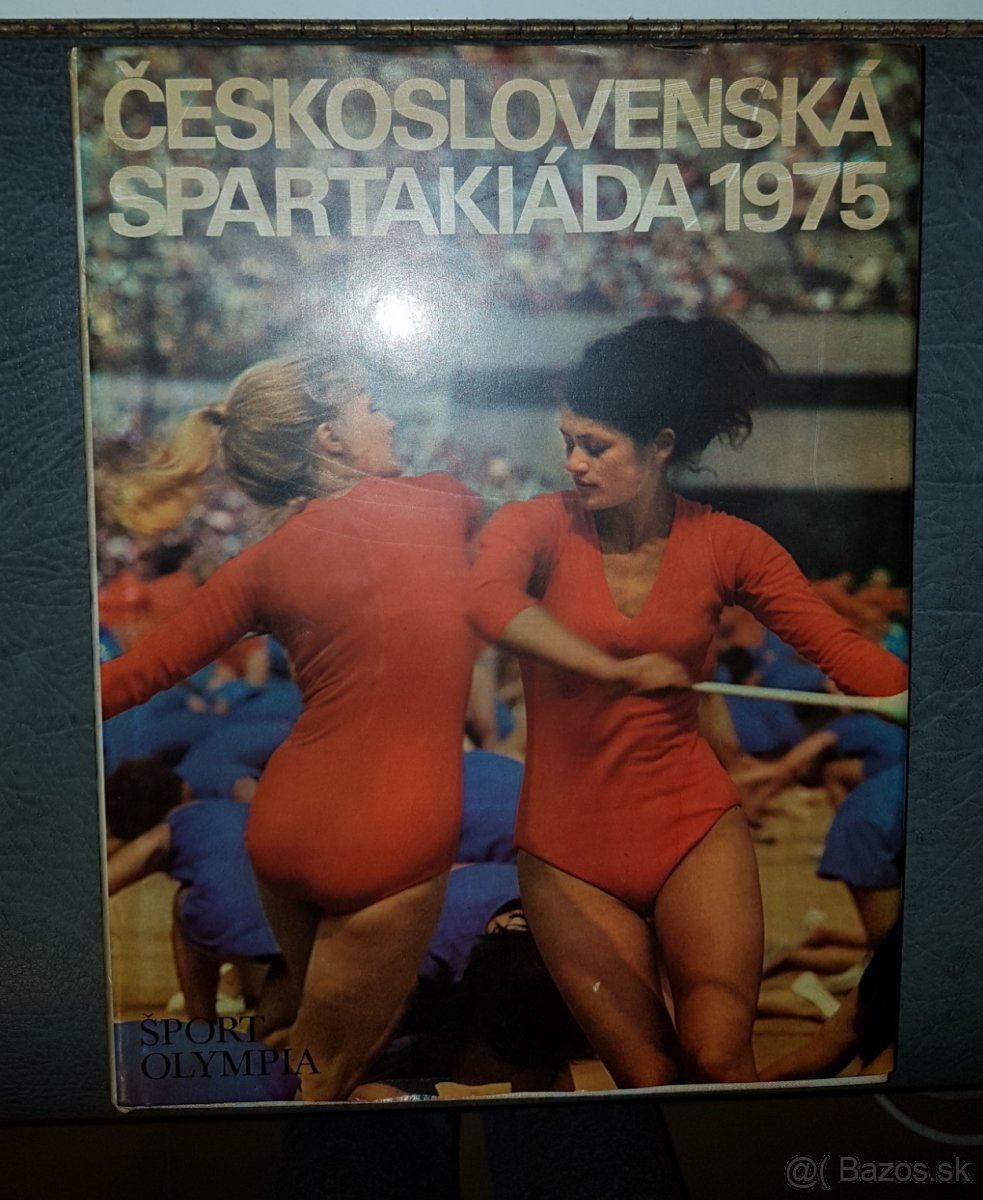 ČESKOSLOVENSKÁ
SPARTAKIÁDA 1975
ŠPORT
OLYMPIA
@( Bazos.sk